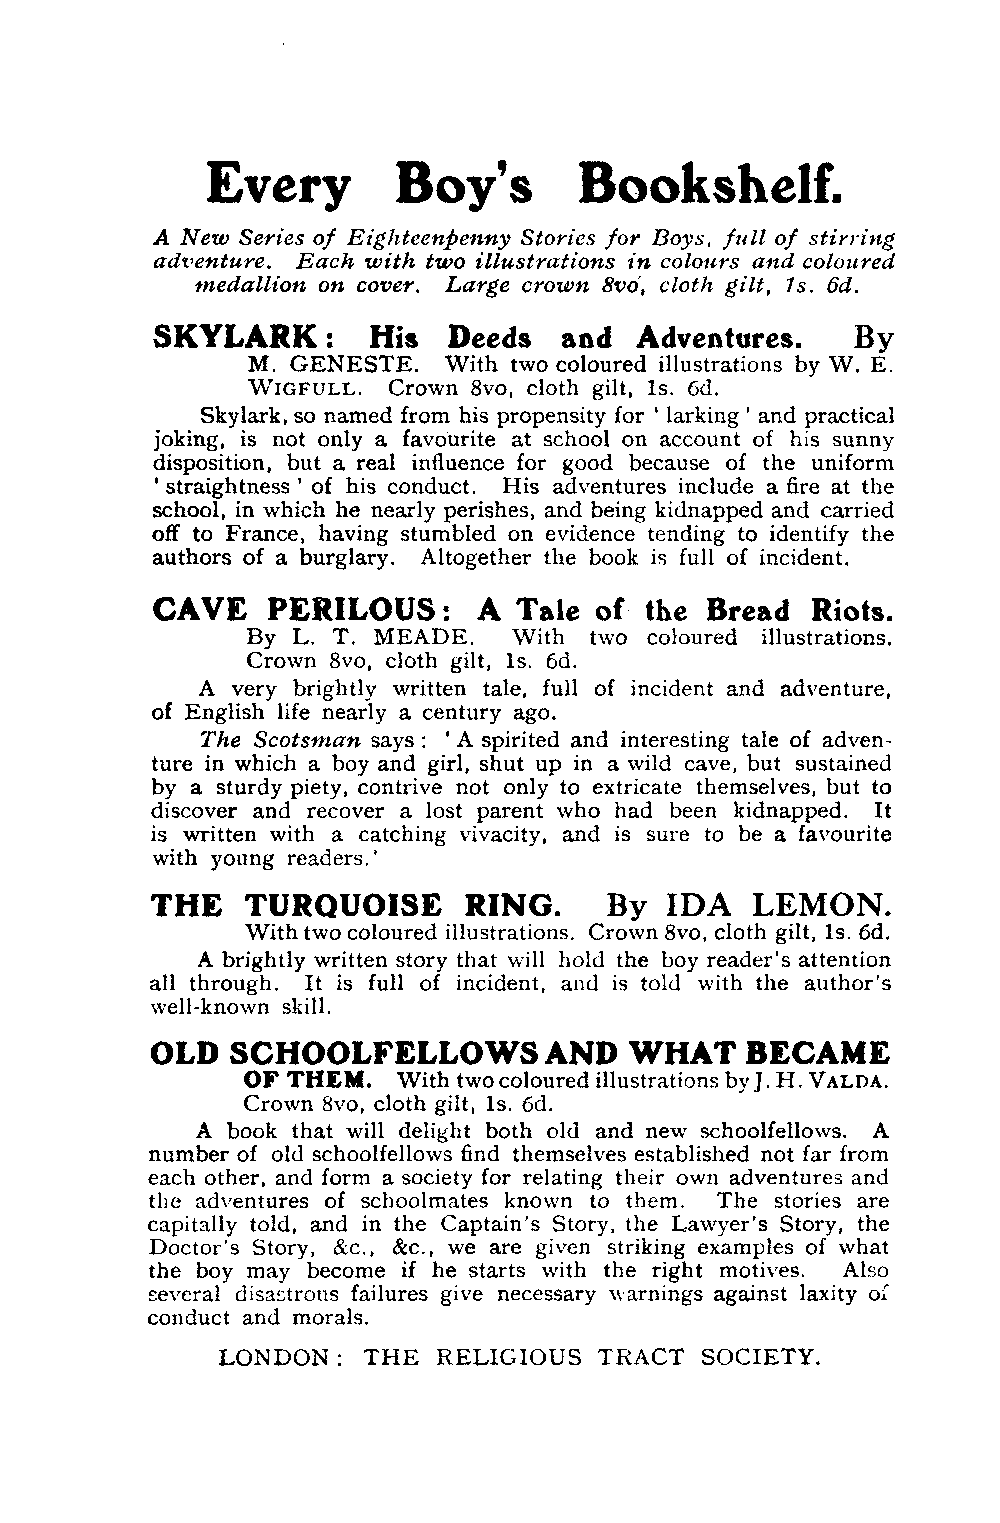 Every Boy's Bookshelf.
A New Series of Eighteenpenny Stories for Boys, full of stirring
adventure. Each with two illustrations in colours and coloured
medallion on cover. Large crown 8vo, cloth gilt, 1s. 6d.
SKYLARK: His Deeds and Adventures. By
M. GENESTE. With two coloured illustrations by W. E.
WIGFULL. Crown 8vo, cloth gilt, 1s. 6d.
Skylark, so named from his propensity for 'larking' and practical
joking, is not only a favourite at school on account of his sunny
disposition, but a real influence for good because of the uniform
'straightness' of his conduct. His adventures include a fire at the
school, in which he nearly perishes, and being kidnapped and carried
off to France, having stumbled on evidence tending to identify the
authors of a burglary. Altogether the book is full of incident.
CAVE PERILOUS: A Tale of the Bread Riots.
By L. T. MEADE. With two coloured illustrations.
Crown 8vo, cloth gilt, 1s. 6d.
A very brightly written tale, full of incident and adventure,
of English life nearly a century ago.
The Scotsman says: 'A spirited and interesting tale of adven-
ture in which a boy and girl, shut up in a wild cave, but sustained
by a sturdy piety, contrive not only to extricate themselves, but to
discover and recover a lost parent who had been kidnapped. It
is written with a catching vivacity, and is sure to be a favourite
with young readers.'
THE TURQUOISE RING. By IDA LEMON.
With two coloured illustrations. Crown 8vo, cloth gilt, 1s. 6d.
A brightly written story that will hold the boy reader's attention
all through. It is full of incident, and is told with the author's
well-known skill.
OLD SCHOOLFELLOWS AND WHAT BECAME
OF THEM. With two coloured illustrations by J. H. VALDA.
Crown 8vo, cloth gilt, 1s. 6d.
A book that will delight both old and new schoolfellows. A
number of old schoolfellows find themselves established not far from
each other, and form a society for relating their own adventures and
the adventures of schoolmates known to them. The stories are
capitally told, and in the Captain's Story, the Lawyer's Story, the
Doctor's Story, &c., &c., we are given striking examples of what
the boy may become if he starts with the right motives. Also
several disastrous failures give necessary warnings against laxity of
conduct and morals.
LONDON: THE RELIGIOUS TRACT SOCIETY.